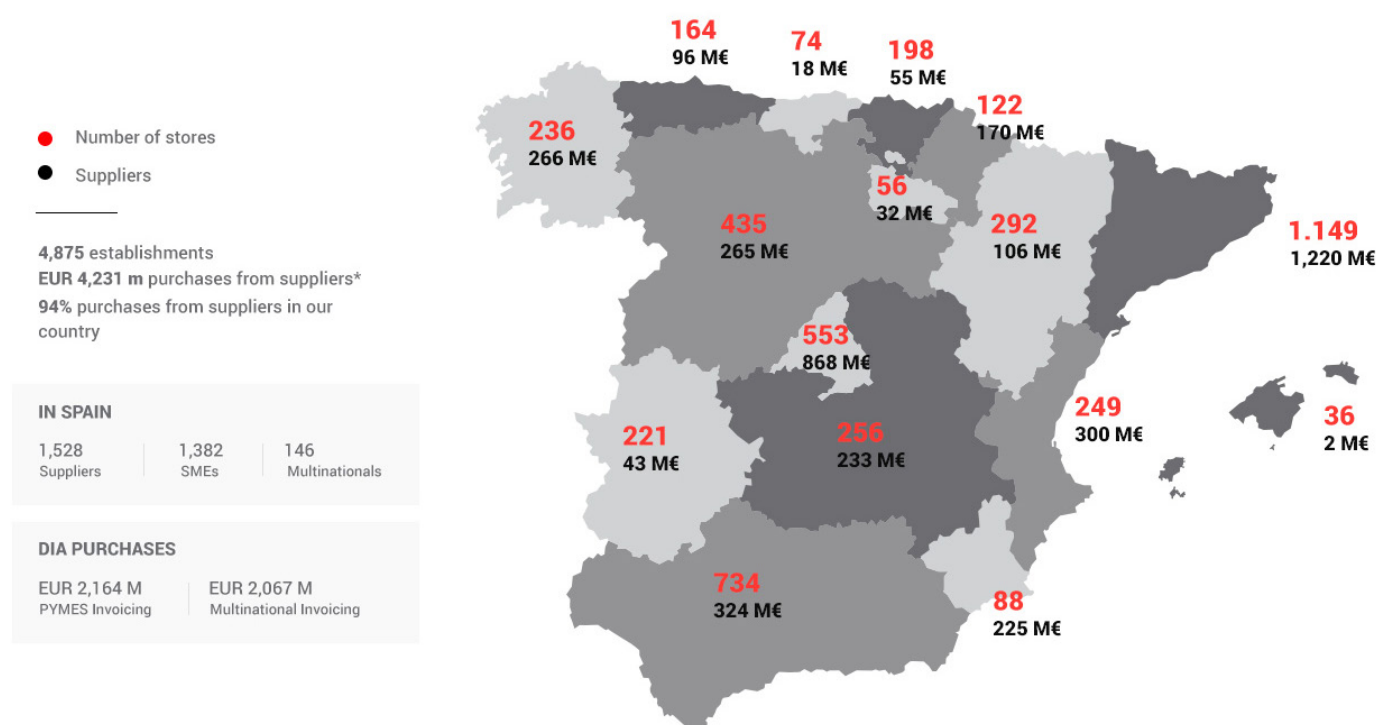 Number of stores
Suppliers
4,875 establishments
EUR 4,231 m purchases from suppliers*
94% purchases from suppliers in our
country
IN SPAIN
1,528
Suppliers
1,382
SMEs
146
Multinationals
DIA PURCHASES
EUR 2,164 M
PYMES Invoicing
EUR 2,067 M
Multinational Invoicing
164
96 M€
74
18 M€
198
55 M€
122
170 M€
236
266 M€
56
32 M€
435
265 M€
292
106 M€
1.149
1,220 M€
553
868 M€
249
300 M€
36
2 M€
221
43 M€
256
233 M€
734
324 M€
88
225 M€